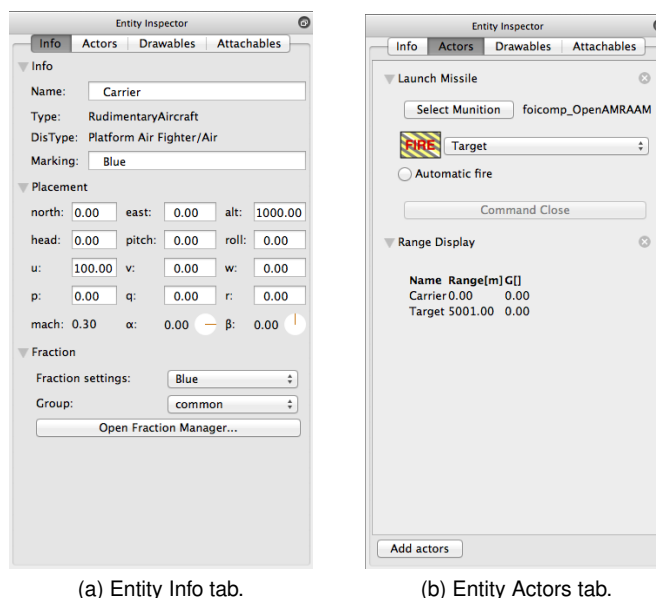 Entity Inspector
Info Actors Drawables Attachables
Info
Name: Carrier
Type: RudimentaryAircraft
DisType: Platform Air Fighter/Air
Marking: Blue
Placement
north: 0.00 east: 0.00 alt: 1000.00
head: 0.00 pitch: 0.00 roll: 0.00
u: 100.00 v: 0.00 w: 0.00
p: 0.00 q: 0.00 r: 0.00
mach: 0.30 α: 0.00 β: 0.00
Fraction
Fraction settings: Blue
Group: common
Open Fraction Manager...
(a) Entity Info tab.
Entity Inspector
Info Actors Drawables Attachables
Launch Missile
Select Munition foicomp_OpenAMRAAM
FIRE Target
Automatic fire
Command Close
Range Display
Name Range[m] G[]
Carrier 0.00 0.00
Target 5001.00 0.00
Add actors
(b) Entity Actors tab.